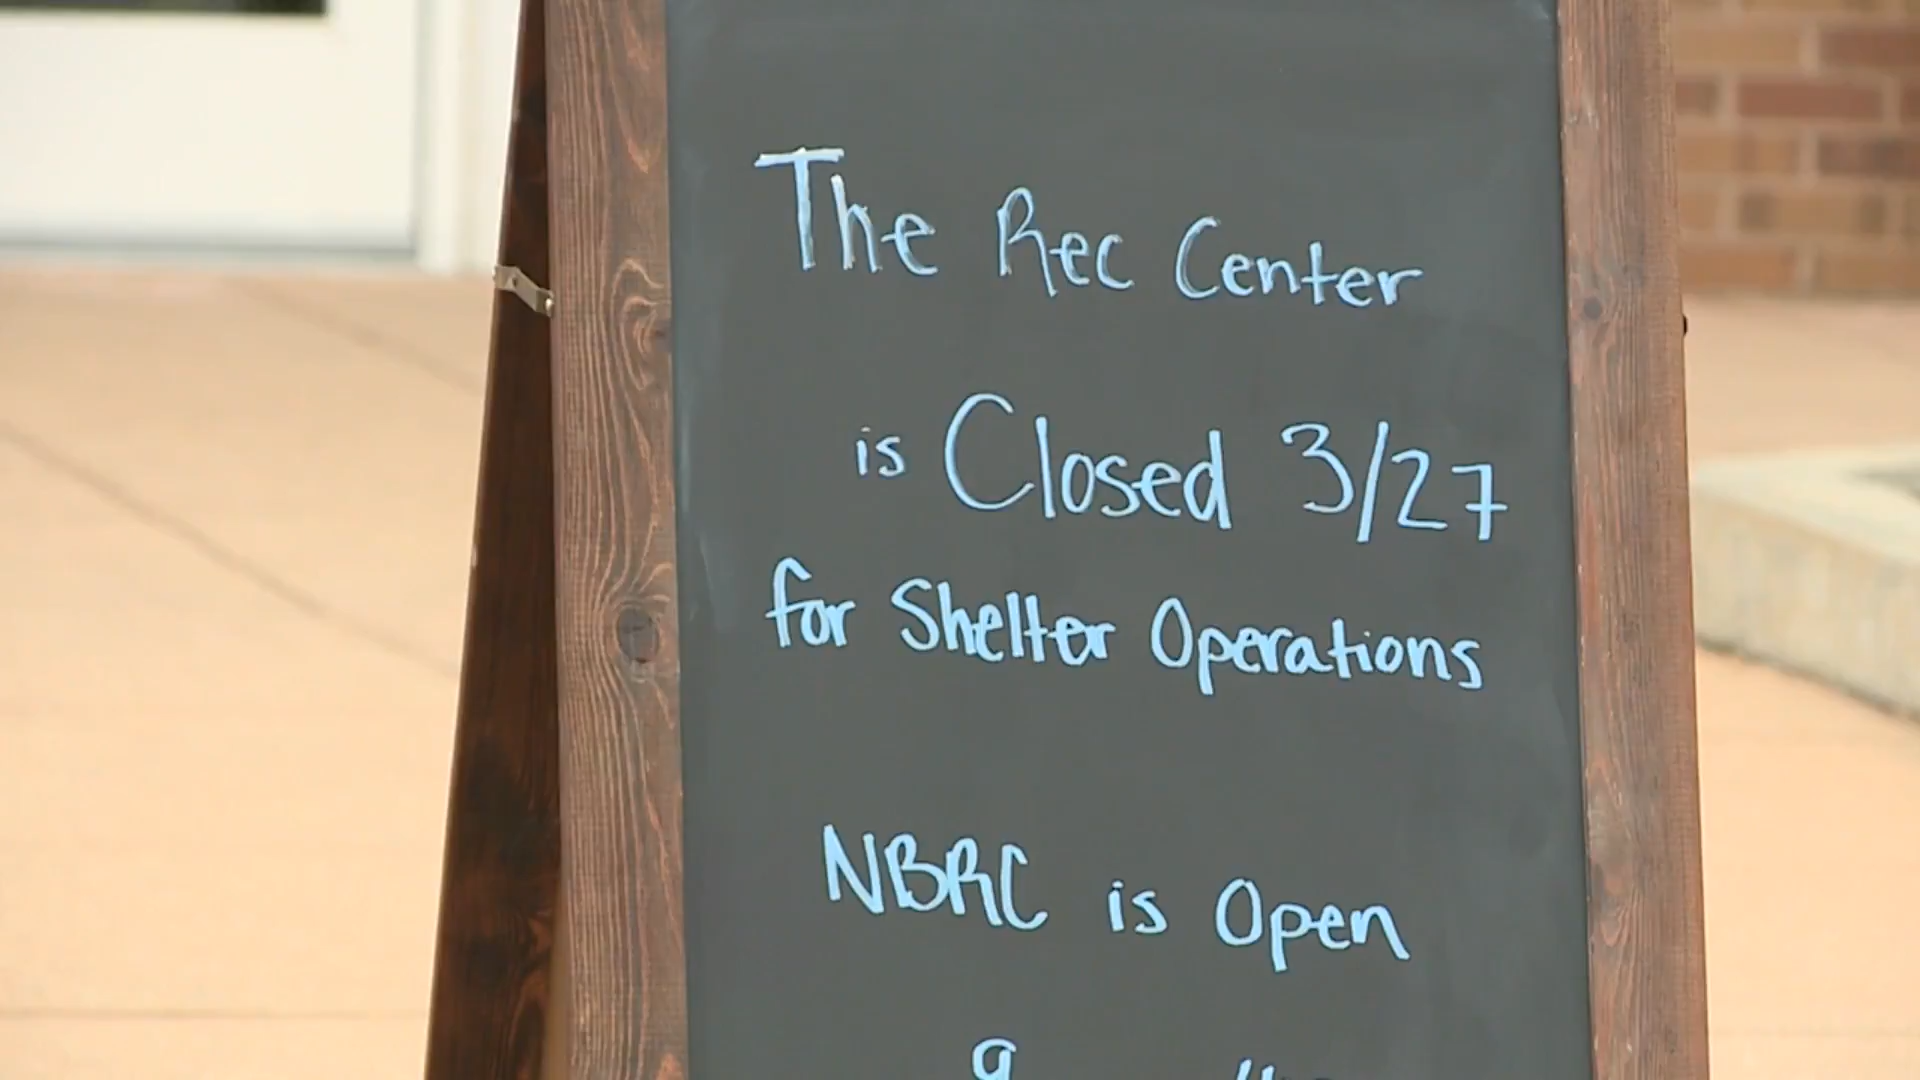 The Rec Center
is Closed 3/27
for Shelter Operations
NBRC is Open